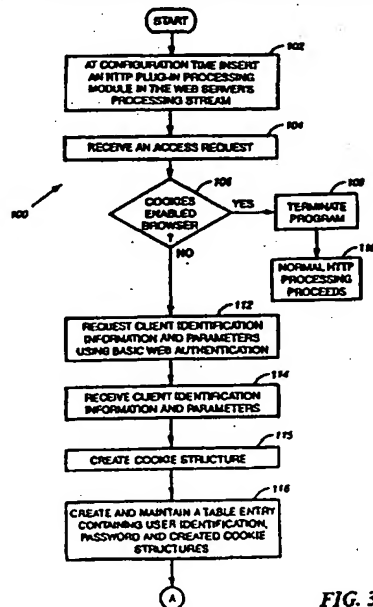 START
102
AT CONFIGURATION TIME INSERT
AN HTTP PLUG-IN PROCESSING
MODULE IN THE WEB SERVER'S
PROCESSING STREAM
104
RECEIVE AN ACCESS REQUEST
100
106
COOKIES
ENABLED
BROWSER
?
YES
NO
108
TERMINATE
PROGRAM
110
NORMAL HTTP
PROCESSING
PROCEEDS
112
REQUEST CLIENT IDENTIFICATION
INFORMATION AND PARAMETERS
USING BASIC WEB AUTHENTICATION
114
RECEIVE CLIENT IDENTIFICATION
INFORMATION AND PARAMETERS
115
CREATE COOKIE STRUCTURE
116
CREATE AND MAINTAIN A TABLE ENTRY
CONTAINING USER IDENTIFICATION,
PASSWORD AND CREATED COOKIE
STRUCTURES
A
FIG. 3